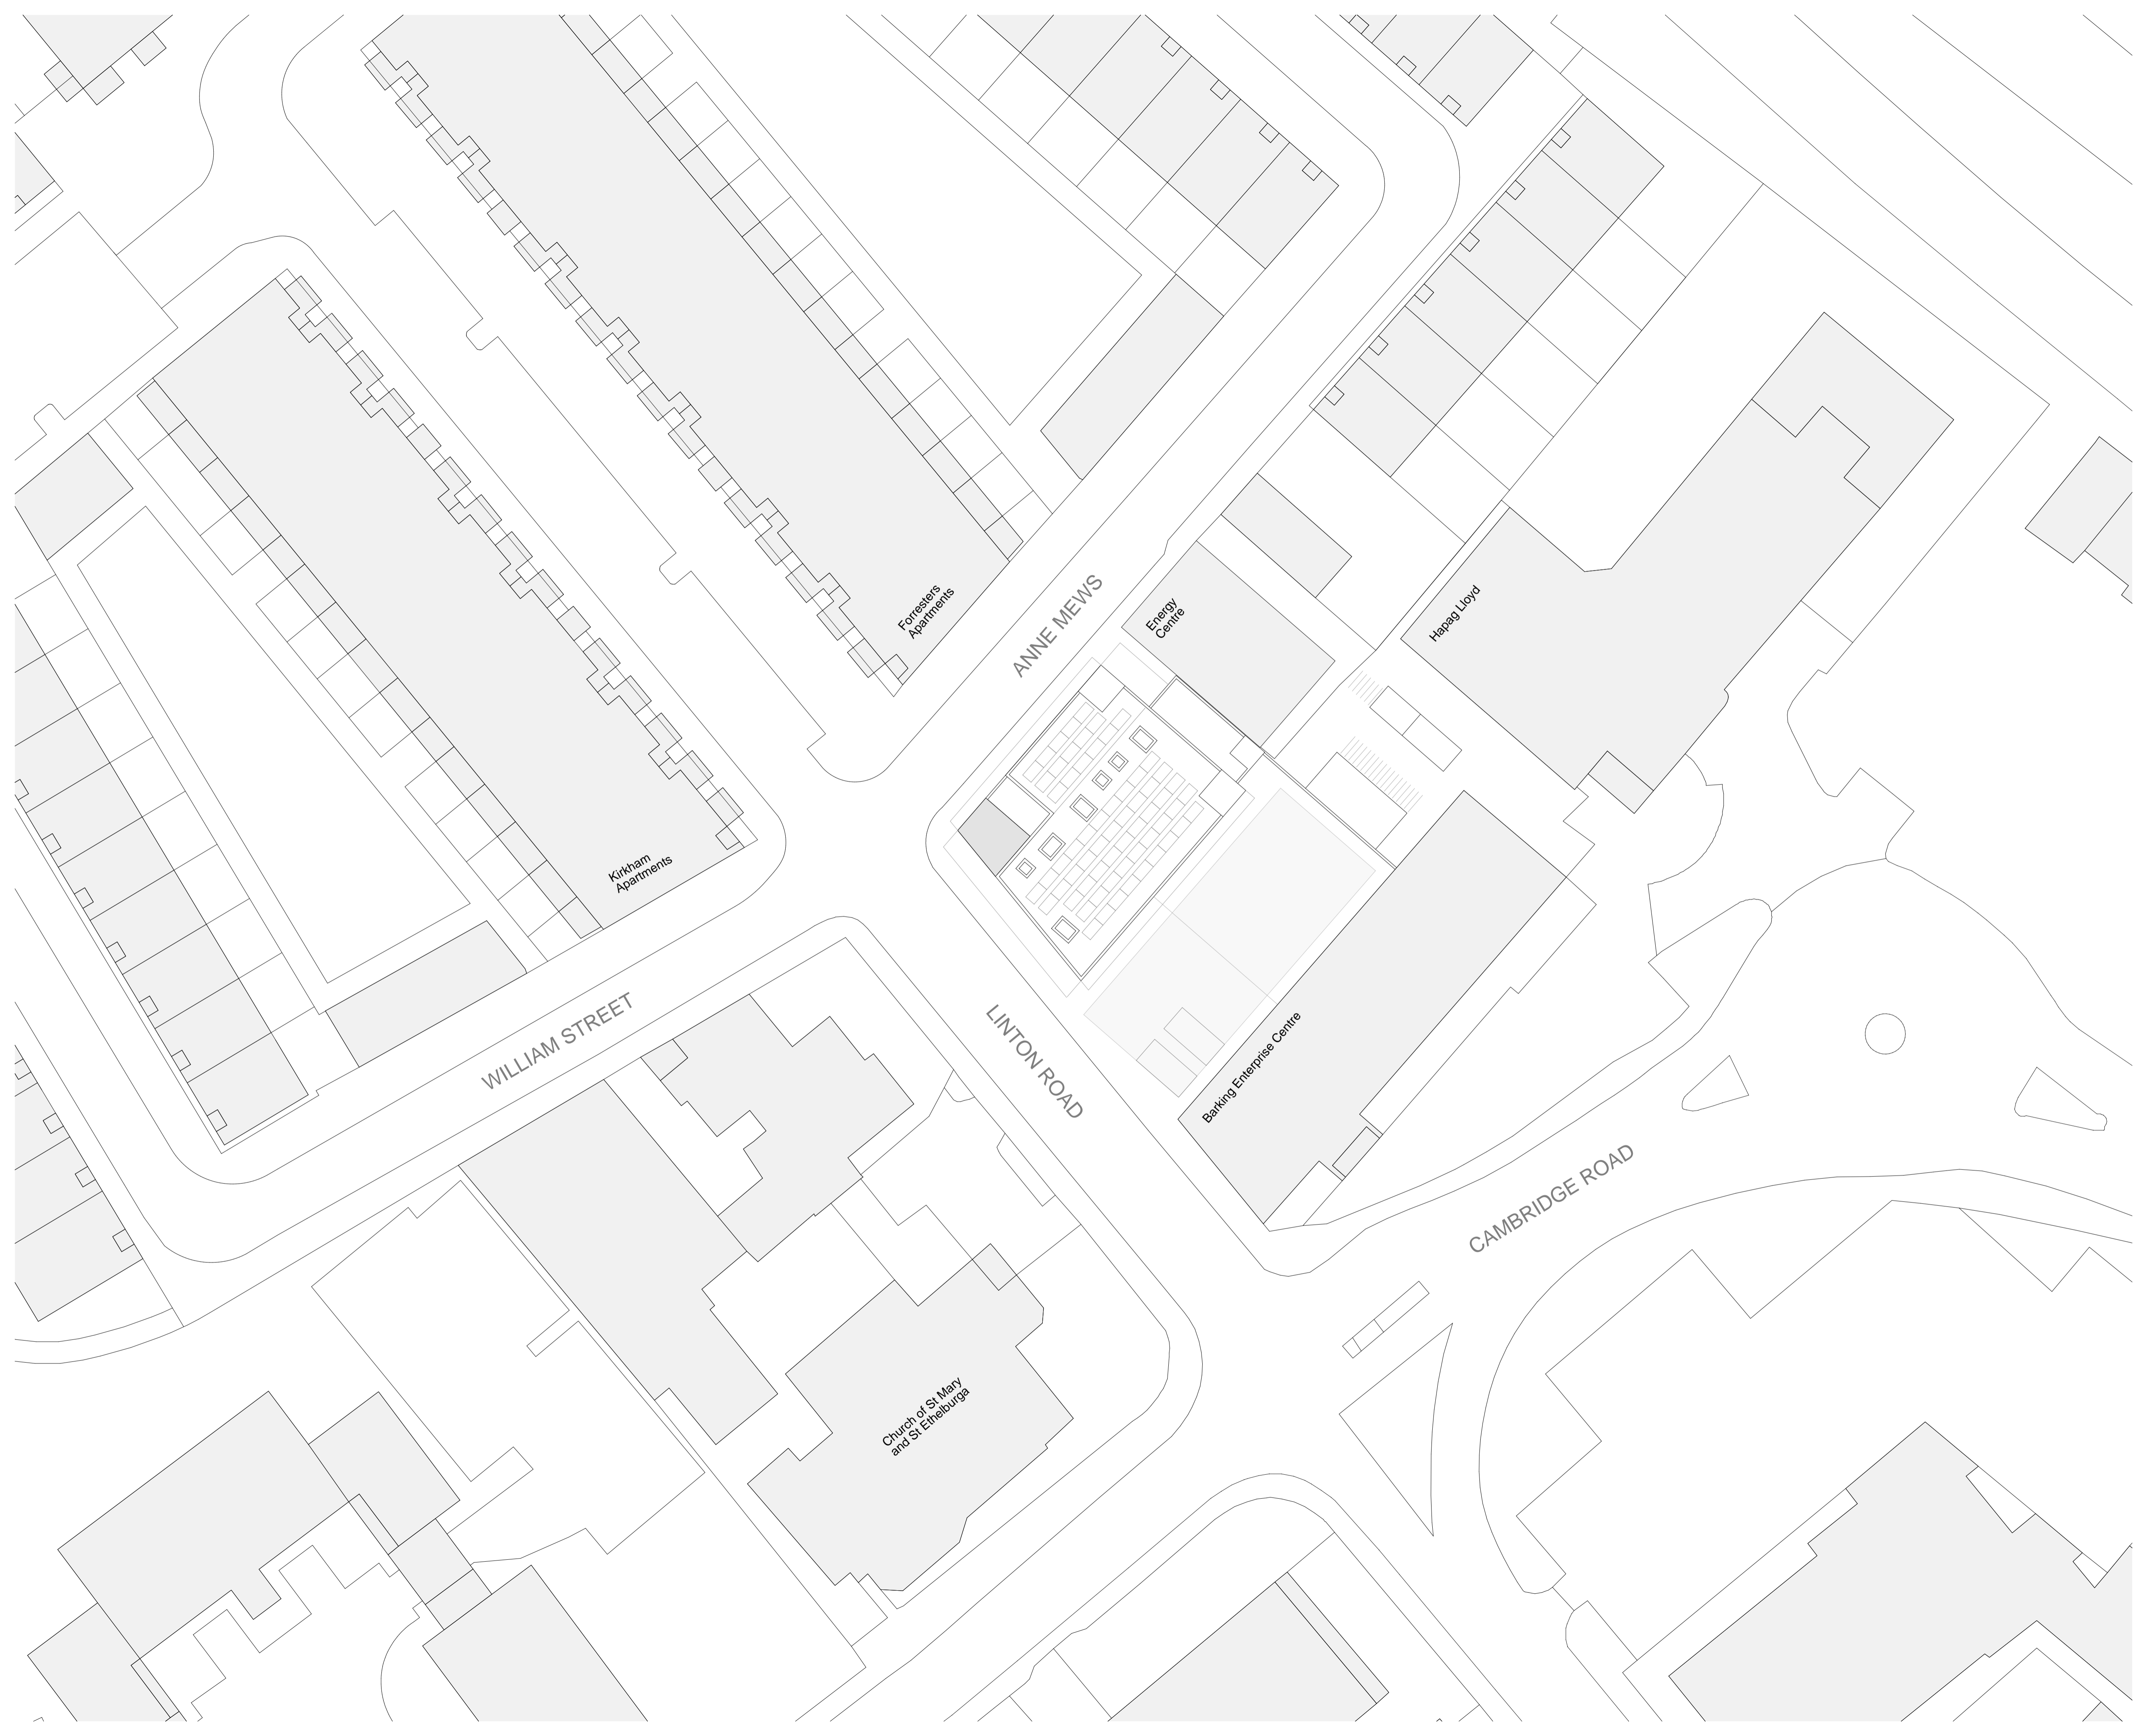 Forresters
Apartments
ANNE MEWS
Energy
Centre
Hapag Lloyd
Kirkham
Apartments
WILLIAM STREET
LINTON ROAD
Barking Enterprise Centre
CAMBRIDGE ROAD
Church of St Mary
and St Ethelburga